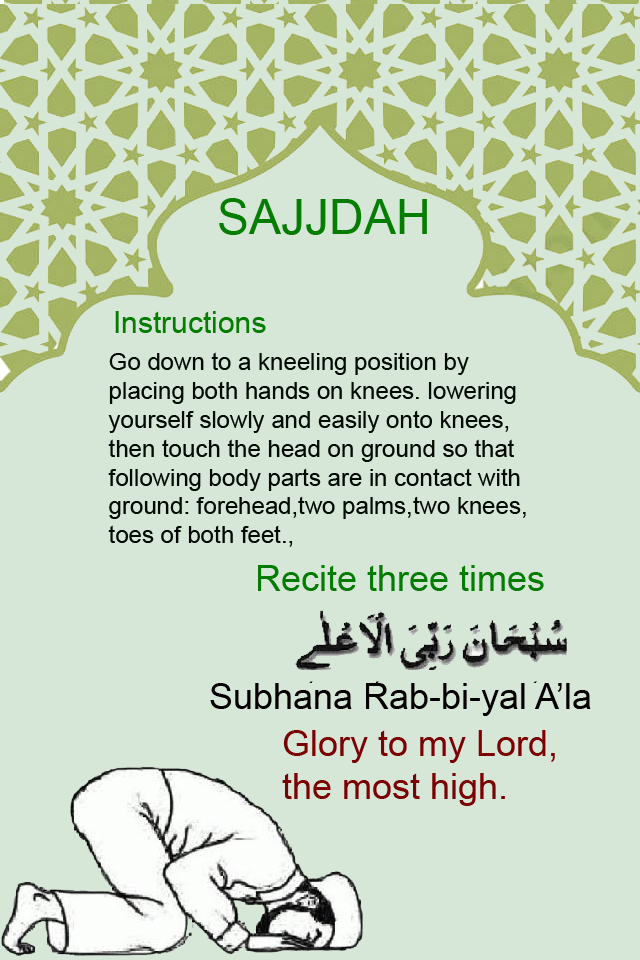 SAJJDAH
Instructions
Go down to a kneeling position by
placing both hands on knees. lowering
yourself slowly and easily onto knees,
then touch the head on ground so that
following body parts are in contact with
ground: forehead,two palms,two knees,
toes of both feet.,
Recite three times
سُبْحَانَ رَبِّیَ الْاَعْلٰے
Subhana Rab-bi-yal A’la
Glory to my Lord,
the most high.